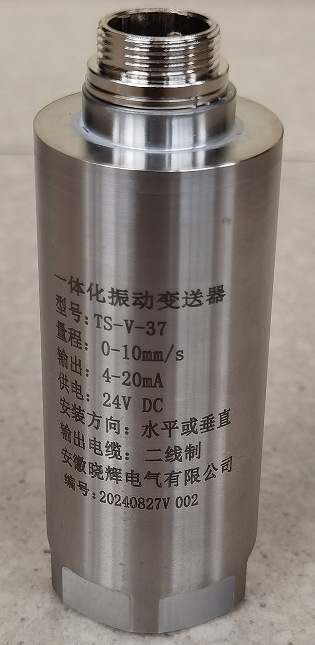 一体化振动变送器
型号:TS-V-37
量程: 0-10mm/s
输出: 4-20mA
供电: 24V DC
安装方向: 水平或垂直
输出电缆: 二线制
安徽晓辉电气有限公司
编号:20240827V 002